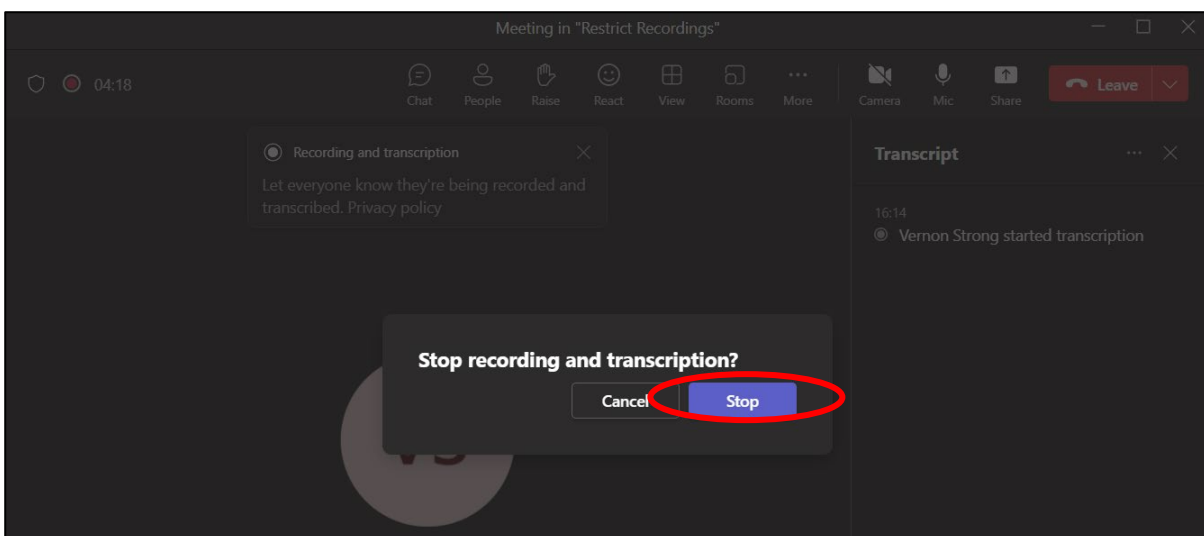 Meeting in "Restrict Recordings"
04:18
Chat People Raise React View Rooms More Camera Mic Share Leave
Recording and transcription
Let everyone know they're being recorded and
transcribed. Privacy policy
Transcript
16:14
Vernon Strong started transcription
Stop recording and transcription?
Cancel Stop
VS